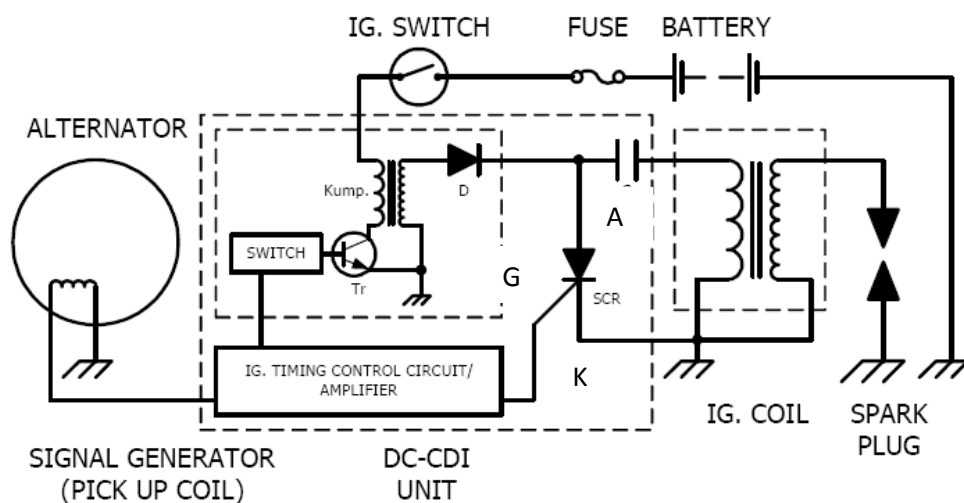 IG. SWITCH
FUSE
BATTERY
ALTERNATOR
Kump.
D
A
SWITCH
Tr
G
SCR
IG. TIMING CONTROL CIRCUIT/
AMPLIFIER
K
IG. COIL
SPARK
PLUG
SIGNAL GENERATOR
(PICK UP COIL)
DC-CDI
UNIT